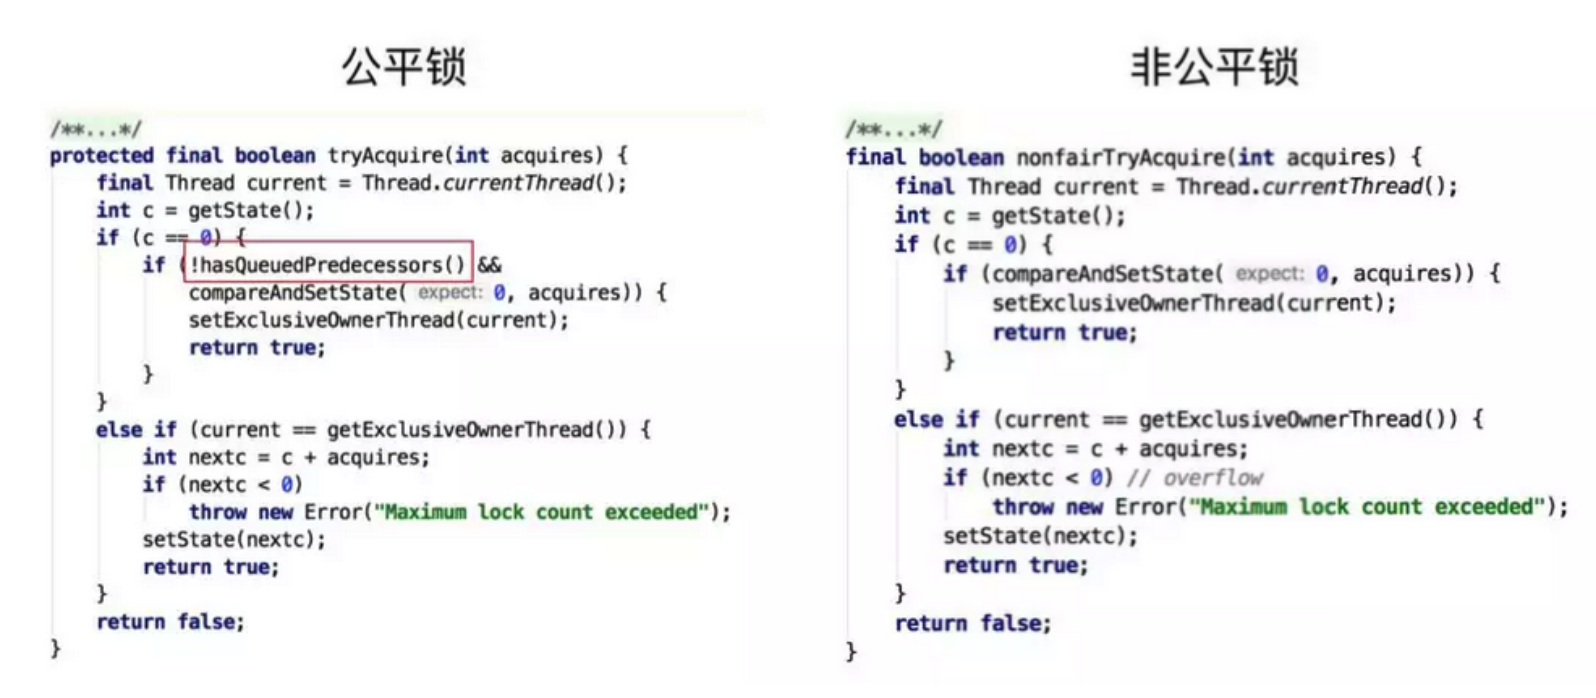 公平锁
/**...*/
protected final boolean tryAcquire(int acquires) {
final Thread current = Thread.currentThread();
int c = getState();
if (c == 0) {
if (!hasQueuedPredecessors() &&
compareAndSetState( expect: 0, acquires)) {
setExclusiveOwnerThread(current);
return true;
}
}
else if (current == getExclusiveOwnerThread()) {
int nextc = c + acquires;
if (nextc < 0)
throw new Error("Maximum lock count exceeded");
setState(nextc);
return true;
}
return false;
}
非公平锁
/**...*/
final boolean nonfairTryAcquire(int acquires) {
final Thread current = Thread.currentThread();
int c = getState();
if (c == 0) {
if (compareAndSetState( expect: 0, acquires)) {
setExclusiveOwnerThread(current);
return true;
}
}
else if (current == getExclusiveOwnerThread()) {
int nextc = c + acquires;
if (nextc < 0) // overflow
throw new Error("Maximum lock count exceeded");
setState(nextc);
return true;
}
return false;
}